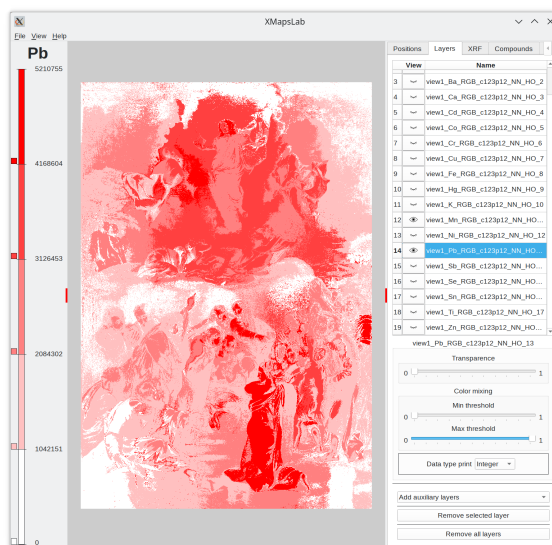 X XMapsLab
File View Help
Pb
5210755
4168604
3126453
2084302
1042151
0
Positions Layers XRF Compounds
View Name
3 view1_Ba_RGB_c123p12_NN_HO_2
4 view1_Ca_RGB_c123p12_NN_HO_3
5 view1_Cd_RGB_c123p12_NN_HO_4
6 view1_Co_RGB_c123p12_NN_HO_5
7 view1_Cr_RGB_c123p12_NN_HO_6
8 view1_Cu_RGB_c123p12_NN_HO_7
9 view1_Fe_RGB_c123p12_NN_HO_8
10 view1_Hg_RGB_c123p12_NN_HO_9
11 view1_K_RGB_c123p12_NN_HO_10
12 view1_Mn_RGB_c123p12_NN_HO...
13 view1_Ni_RGB_c123p12_NN_HO_12
14 view1_Pb_RGB_c123p12_NN_HO...
15 view1_Sb_RGB_c123p12_NN_HO...
16 view1_Se_RGB_c123p12_NN_HO...
17 view1_Sn_RGB_c123p12_NN_HO...
18 view1_Ti_RGB_c123p12_NN_HO_17
19 view1_Zn_RGB_c123p12_NN_HO...
view1_Pb_RGB_c123p12_NN_HO_13
Transparence
0 1
Color mixing
Min threshold
0 1
Max threshold
0 1
Data type print Integer
Add auxiliary layers
Remove selected layer
Remove all layers